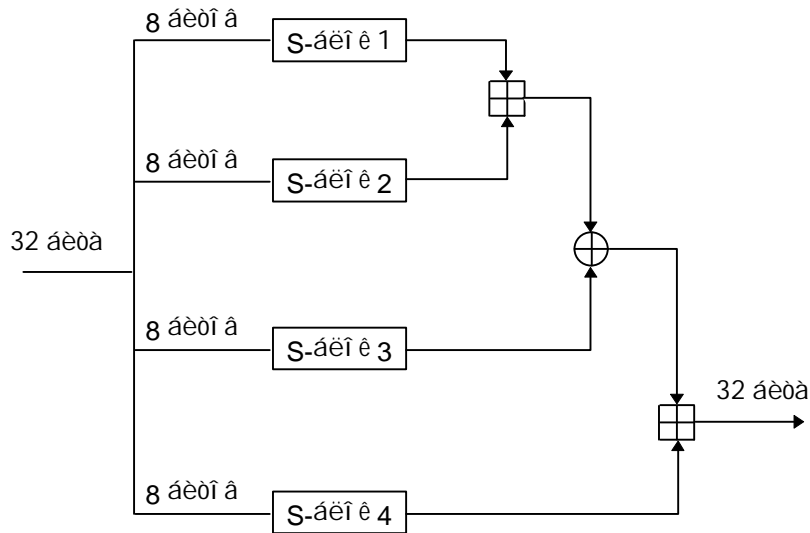 8 áèòî â
S-áëî ê 1
8 áèòî â
S-áëî ê 2
32 áèòà
8 áèòî â
S-áëî ê 3
32 áèòà
8 áèòî â
S-áëî ê 4